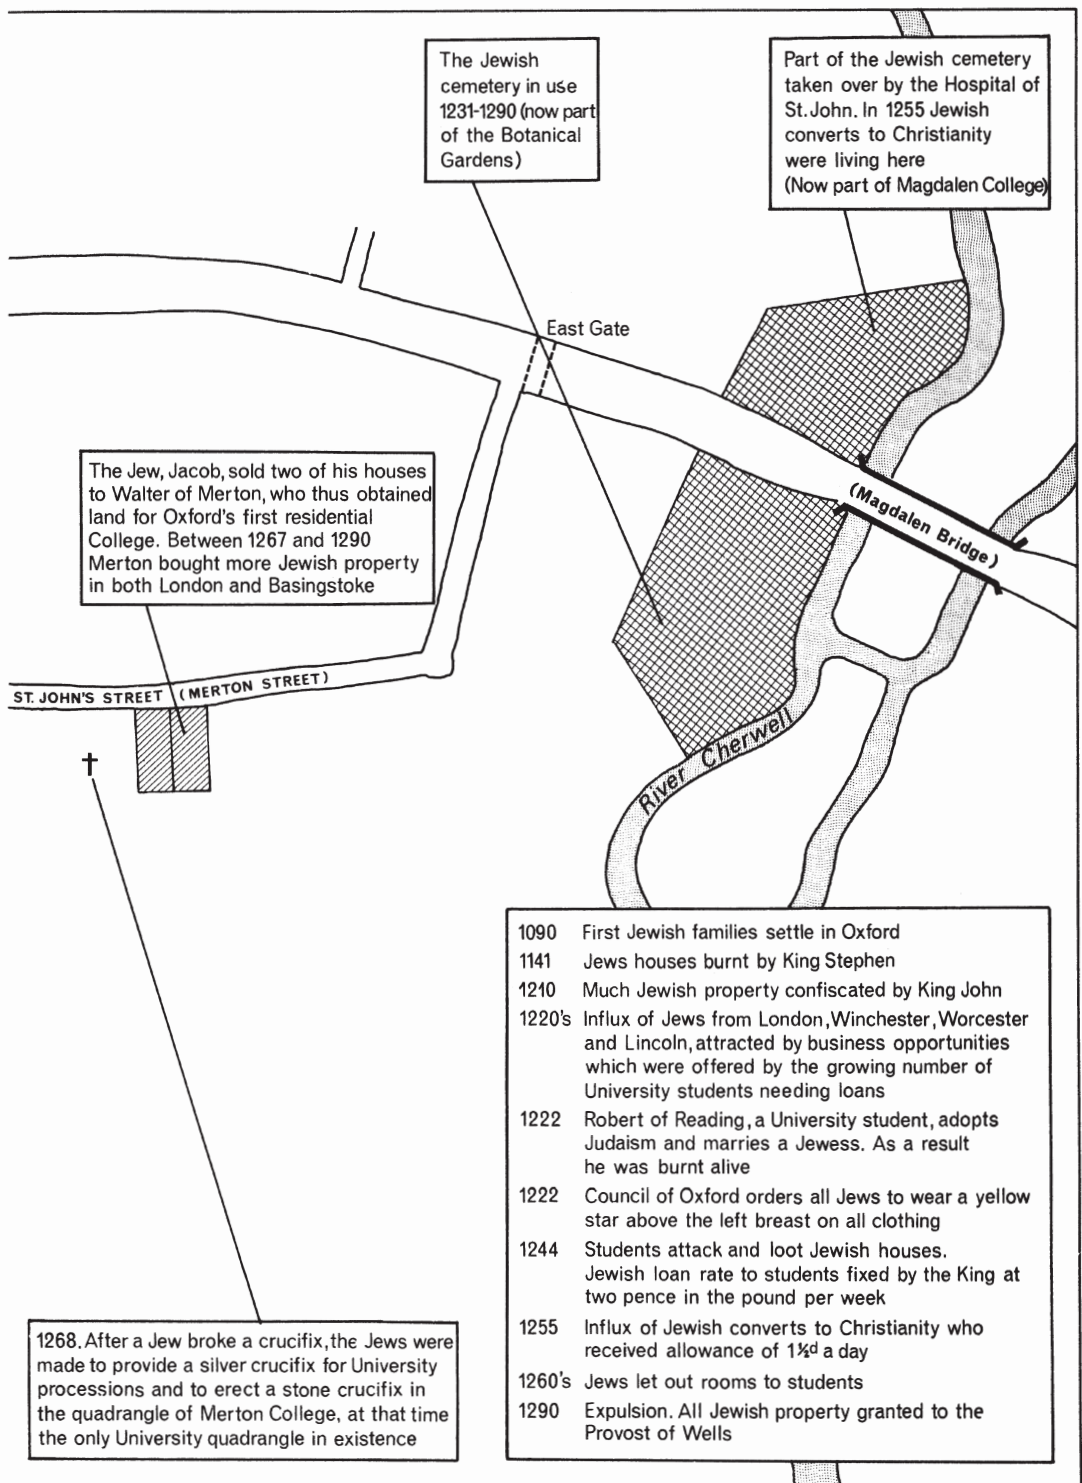 The Jewish
cemetery in use
1231-1290 (now part
of the Botanical
Gardens)
Part of the Jewish cemetery
taken over by the Hospital of
St. John. In 1255 Jewish
converts to Christianity
were living here
(Now part of Magdalen College)
East Gate
The Jew, Jacob, sold two of his houses
to Walter of Merton, who thus obtained
land for Oxford's first residential
College. Between 1267 and 1290
Merton bought more Jewish property
in both London and Basingstoke
(Magdalen Bridge)
ST. JOHN'S STREET (MERTON STREET)
River Cherwell
1090 First Jewish families settle in Oxford
1141 Jews houses burnt by King Stephen
1210 Much Jewish property confiscated by King John
1220's Influx of Jews from London, Winchester, Worcester
and Lincoln, attracted by business opportunities
which were offered by the growing number of
University students needing loans
1222 Robert of Reading, a University student, adopts
Judaism and marries a Jewess. As a result
he was burnt alive
1222 Council of Oxford orders all Jews to wear a yellow
star above the left breast on all clothing
1244 Students attack and loot Jewish houses.
Jewish loan rate to students fixed by the King at
two pence in the pound per week
1255 Influx of Jewish converts to Christianity who
received allowance of 1½d a day
1260's Jews let out rooms to students
1290 Expulsion. All Jewish property granted to the
Provost of Wells
1268. After a Jew broke a crucifix, the Jews were
made to provide a silver crucifix for University
processions and to erect a stone crucifix in
the quadrangle of Merton College, at that time
the only University quadrangle in existence